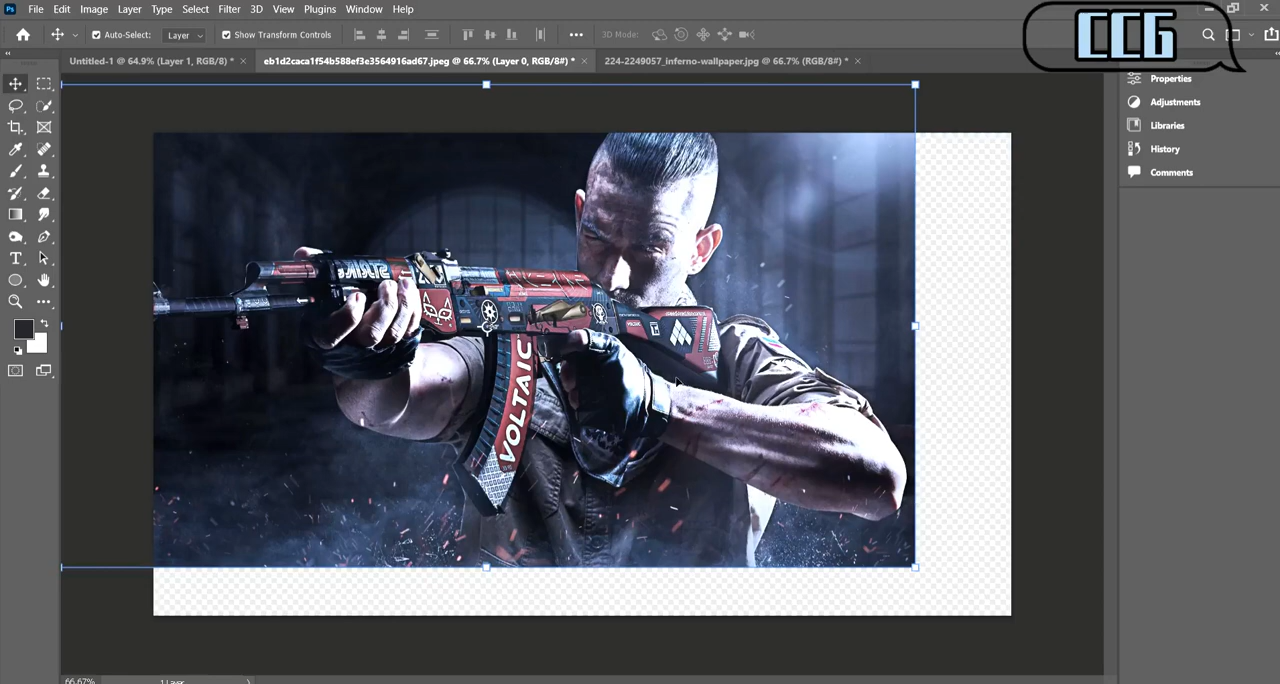 Ps File Edit Image Layer Type Select Filter 3D View Plugins Window Help
CCG
Auto-Select: Layer Show Transform Controls ••• 3D Mode:
Untitled-1 @ 64.9% (Layer 1, RGB/8) * × eb1d2caca1f54b588ef3e3564916ad67.jpeg @ 66.7% (Layer 0, RGB/8#) * × 224-2249057_inferno-wallpaper.jpg @ 66.7% (RGB/8#) * ×
Properties
Adjustments
Libraries
History
Comments
VOLTAIC
T
66.67% 1 Layer